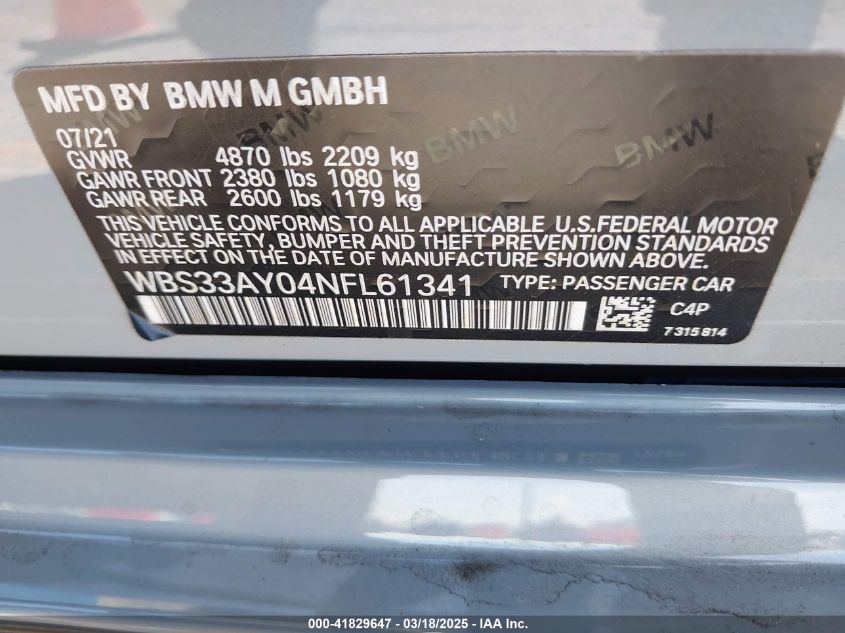 MFD BY BMW M GMBH
07/21
GVWR 4870 lbs 2209 kg
GAWR FRONT 2380 lbs 1080 kg
GAWR REAR 2600 lbs 1179 kg
THIS VEHICLE CONFORMS TO ALL APPLICABLE U.S.FEDERAL MOTOR
VEHICLE SAFETY, BUMPER AND THEFT PREVENTION STANDARDS
IN EFFECT ON THE DATE OF MANUFACTURE SHOWN ABOVE
WBS33AY04NFL61341 TYPE: PASSENGER CAR
C4P
7315814
BMW
BMW
000-41829647 - 03/18/2025 - IAA Inc.